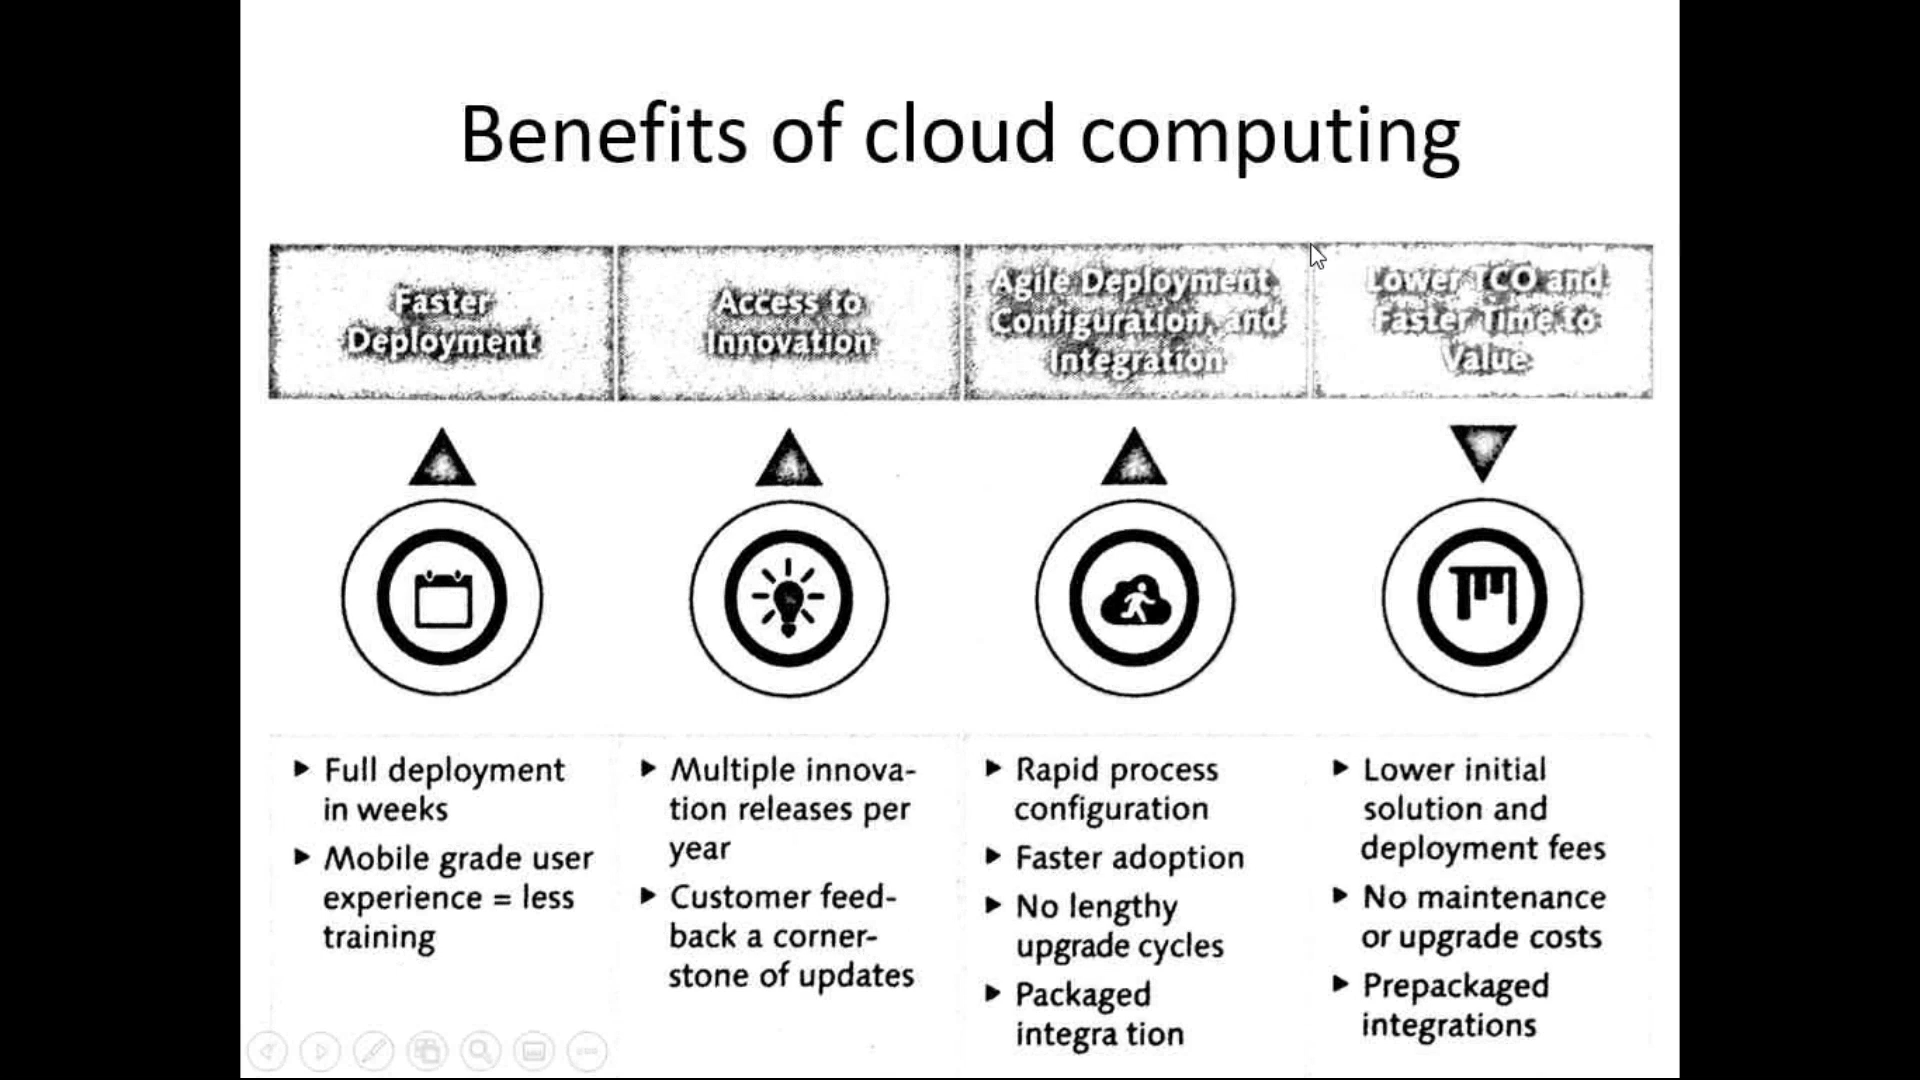 Benefits of cloud computing
Faster
Deployment
Access to
Innovation
Agile Deployment
Configuration, and
Integration
Lower TCO and
Faster Time to
Value
Full deployment
in weeks
Mobile grade user
experience = less
training
Multiple innova-
tion releases per
year
Customer feed-
back a corner-
stone of updates
Rapid process
configuration
Faster adoption
No lengthy
upgrade cycles
Packaged
integra tion
Lower initial
solution and
deployment fees
No maintenance
or upgrade costs
Prepackaged
integrations